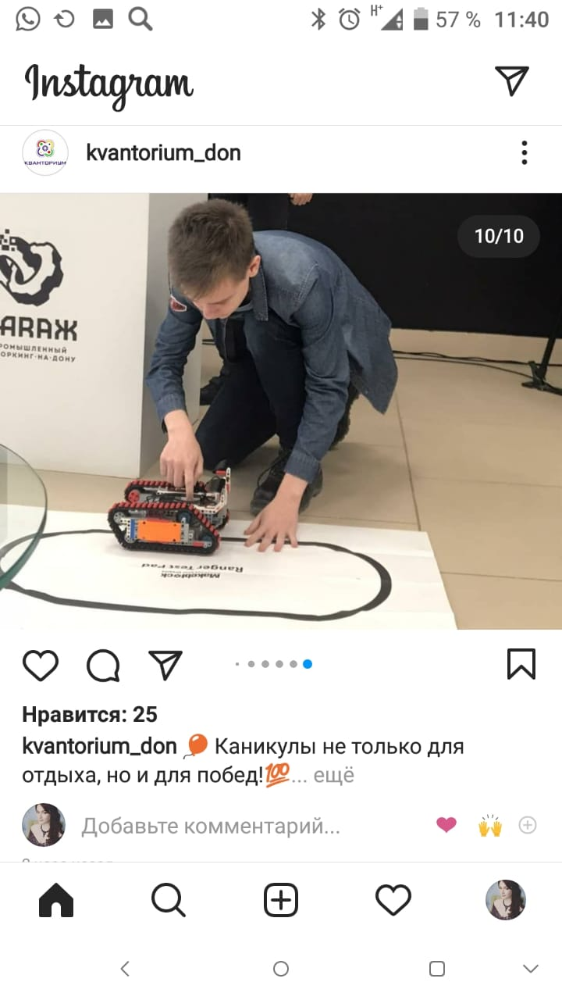 H+ 57 % 11:40
Instagram
КВАНТОРИУМ
kvantorium_don
10/10
АРАЖ
РОМЫШЛЕННЫЙ
ОРКИНГ-НА-ДОНУ
Ranger Test Pad
Makeblock
Нравится: 25
kvantorium_don 🎈 Каникулы не только для
отдыха, но и для побед!💯... ещё
Добавьте комментарий...